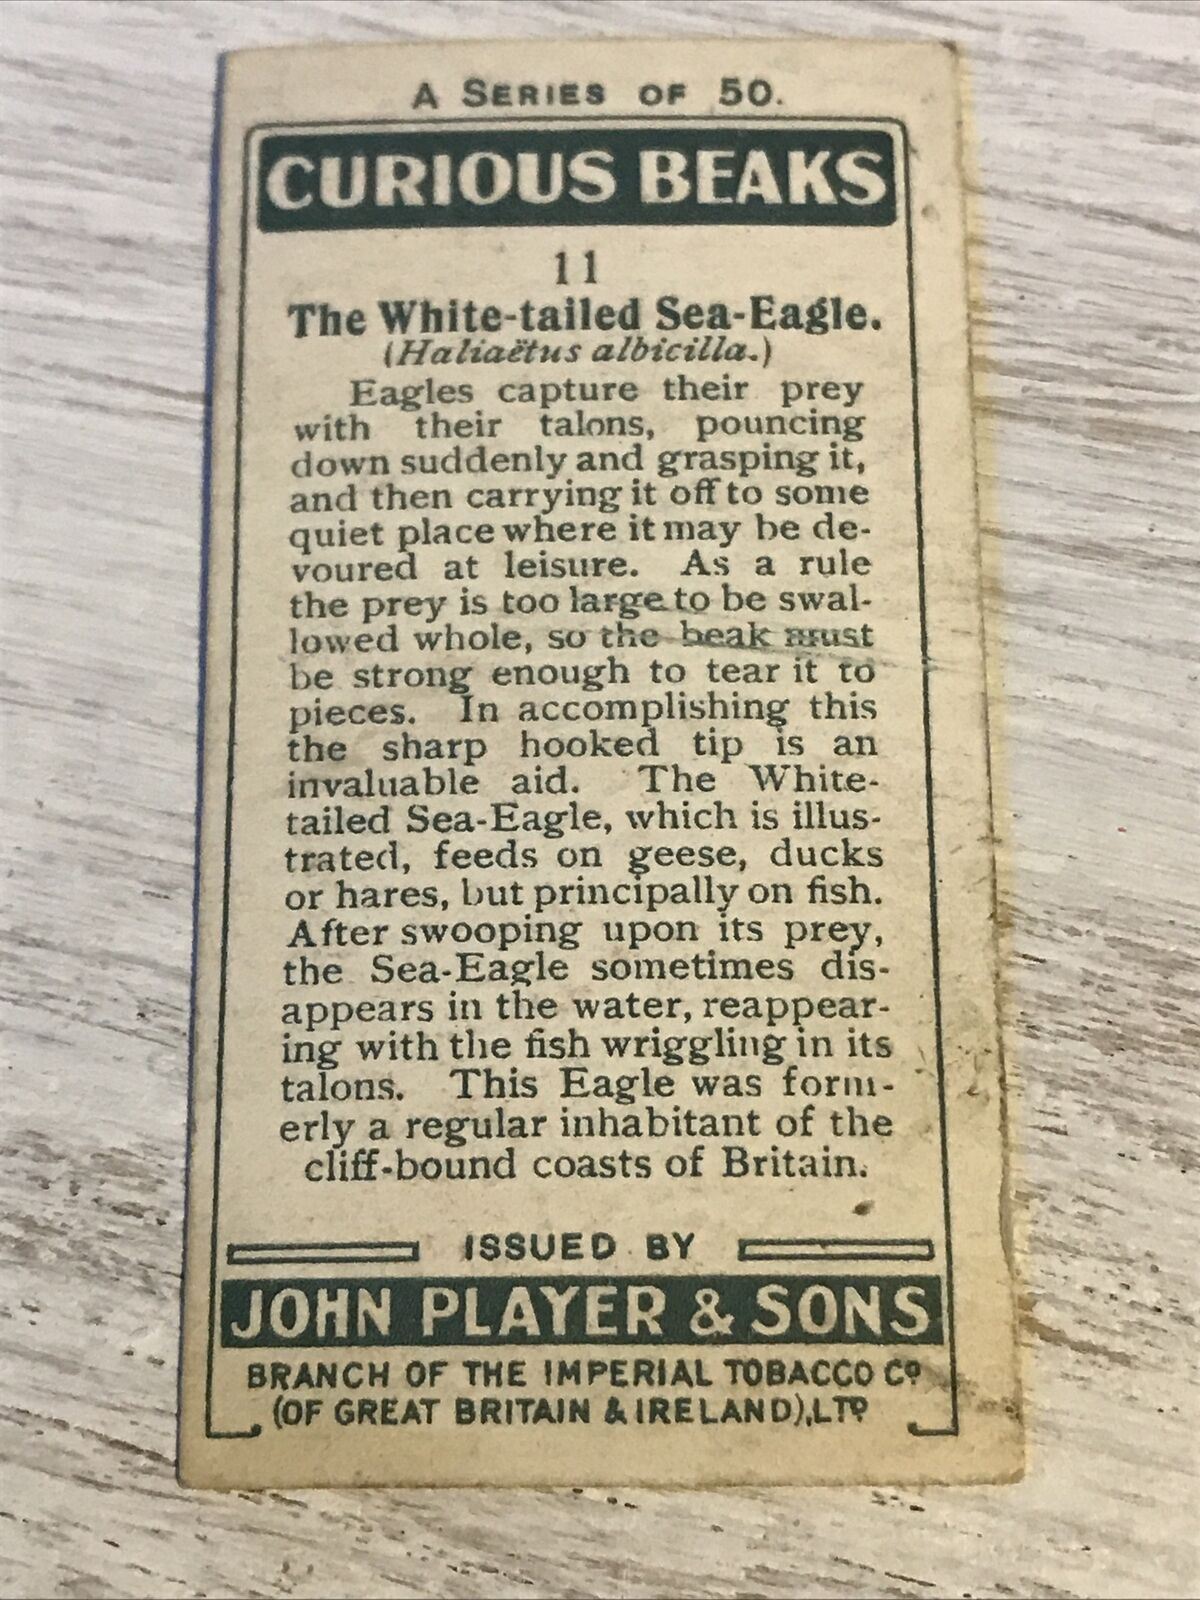 A SERIES OF 50.
CURIOUS BEAKS
11
The White-tailed Sea-Eagle.
(Haliaëtus albicilla.)
Eagles capture their prey
with their talons, pouncing
down suddenly and grasping it,
and then carrying it off to some
quiet place where it may be de-
voured at leisure. As a rule
the prey is too large to be swal-
lowed whole, so the beak must
be strong enough to tear it to
pieces. In accomplishing this
the sharp hooked tip is an
invaluable aid. The White-
tailed Sea-Eagle, which is illus-
trated, feeds on geese, ducks
or hares, but principally on fish.
After swooping upon its prey,
the Sea-Eagle sometimes dis-
appears in the water, reappear-
ing with the fish wriggling in its
talons. This Eagle was form-
erly a regular inhabitant of the
cliff-bound coasts of Britain.
ISSUED BY
JOHN PLAYER & SONS
BRANCH OF THE IMPERIAL TOBACCO Cº
(OF GREAT BRITAIN & IRELAND), LTD